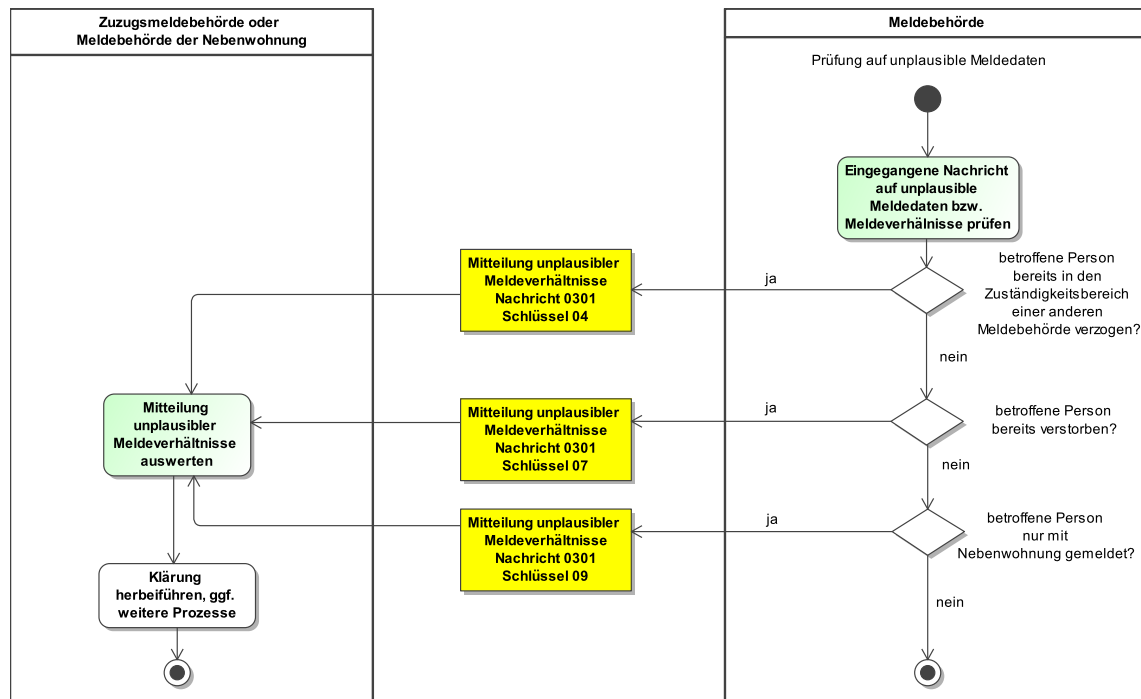 Zuzugsmeldebehörde oder
Meldebehörde der Nebenwohnung
Meldebehörde
Prüfung auf unplausible Meldedaten
Eingegangene Nachricht
auf unplausible
Meldedaten bzw.
Meldeverhälnisse prüfen
betroffene Person
bereits in den
Zuständigkeitsbereich
einer anderen
Meldebehörde verzogen?
ja
Mitteilung unplausibler
Meldeverhältnisse
Nachricht 0301
Schlüssel 04
nein
betroffene Person
bereits verstorben?
ja
Mitteilung unplausibler
Meldeverhältnisse
Nachricht 0301
Schlüssel 07
Mitteilung
unplausibler
Meldeverhältnisse
auswerten
nein
betroffene Person
nur mit
Nebenwohnung gemeldet?
ja
Mitteilung unplausibler
Meldeverhältnisse
Nachricht 0301
Schlüssel 09
Klärung
herbeiführen, ggf.
weitere Prozesse
nein